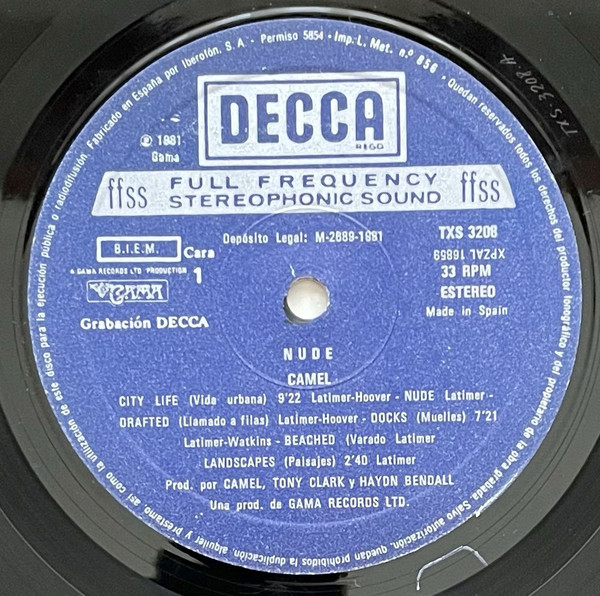 Fabricado en España por Iberofón, S. A - Permiso 5854 - Imp. L. Met. n.º 856 - Quedan reservados todos los derechos del productor fonográfico y del propietario de la obra grabada. Salvo autorización, quedan prohibidos la duplicación, alquiler y préstamo, así como la utilización de este disco para la ejecución pública o radiodifusión.
TXS-3208-A
DECCA
REGD
℗ 1981
Gama
ffss FULL FREQUENCY ffss
STEREOPHONIC SOUND
Depósito Legal: M-2889-1981
TXS 3208
XPZAL 16859
B.I.E.M. Cara
33 RPM
A GAMA RECORDS LTD PRODUCTION 1
GAMA
ESTEREO
Made in Spain
Grabación DECCA
NUDE
CAMEL
CITY LIFE (Vida urbana) 9'22 Latimer-Hoover - NUDE Latimer -
DRAFTED (Llamado a filas) Latimer-Hoover - DOCKS (Muelles) 7'21
Latimer-Watkins - BEACHED (Varado Latimer
LANDSCAPES (Paisajes) 2'40 Latimer
Prod. por CAMEL, TONY CLARK y HAYDN BENDALL
Una prod. de GAMA RECORDS LTD.